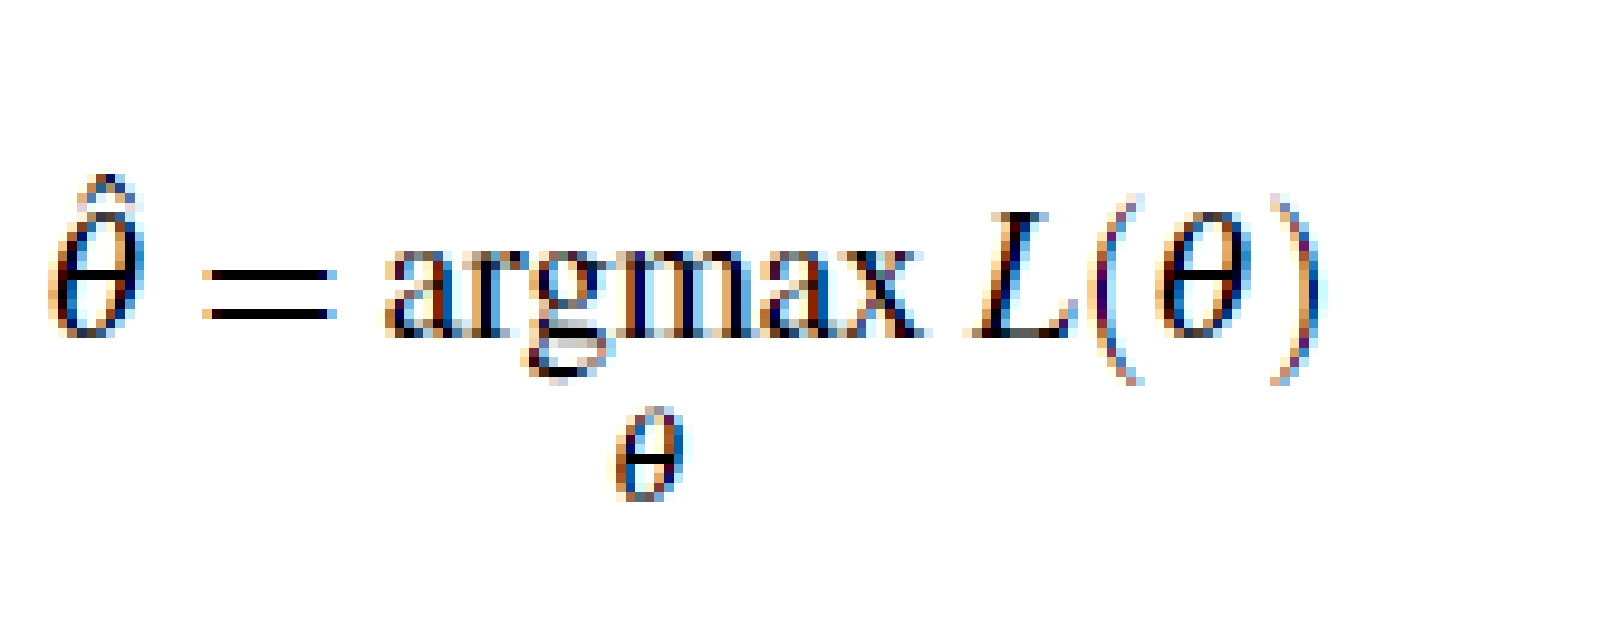 θ̂ = argmax L(θ)
θ